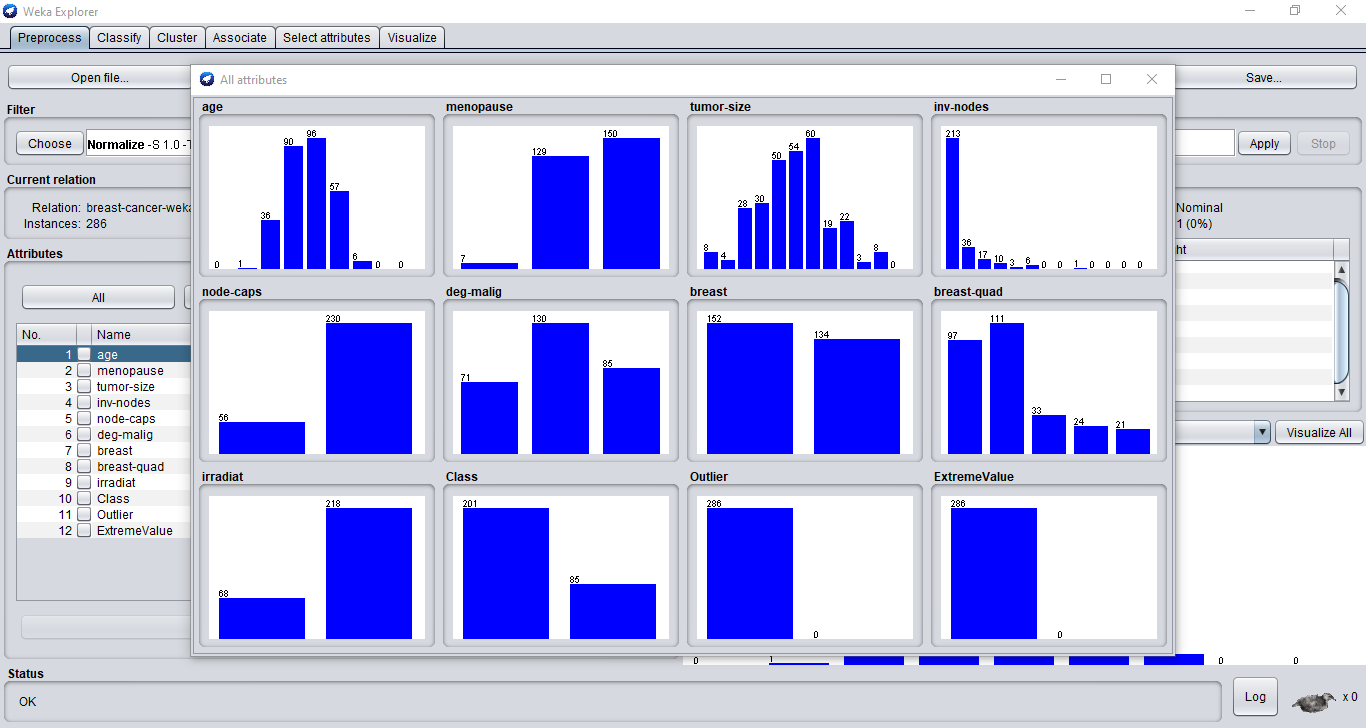 Weka Explorer
Preprocess Classify Cluster Associate Select attributes Visualize
Open file... Save...
All attributes
Filter
Choose Normalize -S 1.0 -T Apply Stop
Current relation
Relation: breast-cancer-weka
Instances: 286
Nominal
1 (0%)
ht
Attributes
All
No. Name
1 age
2 menopause
3 tumor-size
4 inv-nodes
5 node-caps
6 deg-malig
7 breast
8 breast-quad
9 irradiat
10 Class
11 Outlier
12 ExtremeValue
Visualize All
age
0 1 36 90 96 57 6 0 0
menopause
7 129 150
tumor-size
8 4 28 30 50 54 60 19 22 3 8 0
inv-nodes
213 36 17 10 3 6 0 0 1 0 0 0 0
node-caps
56 230
deg-malig
71 130 85
breast
152 134
breast-quad
97 111 33 24 21
irradiat
68 218
Class
201 85
Outlier
286 0
ExtremeValue
286 0
0 1 0 0
Status
OK
Log x 0